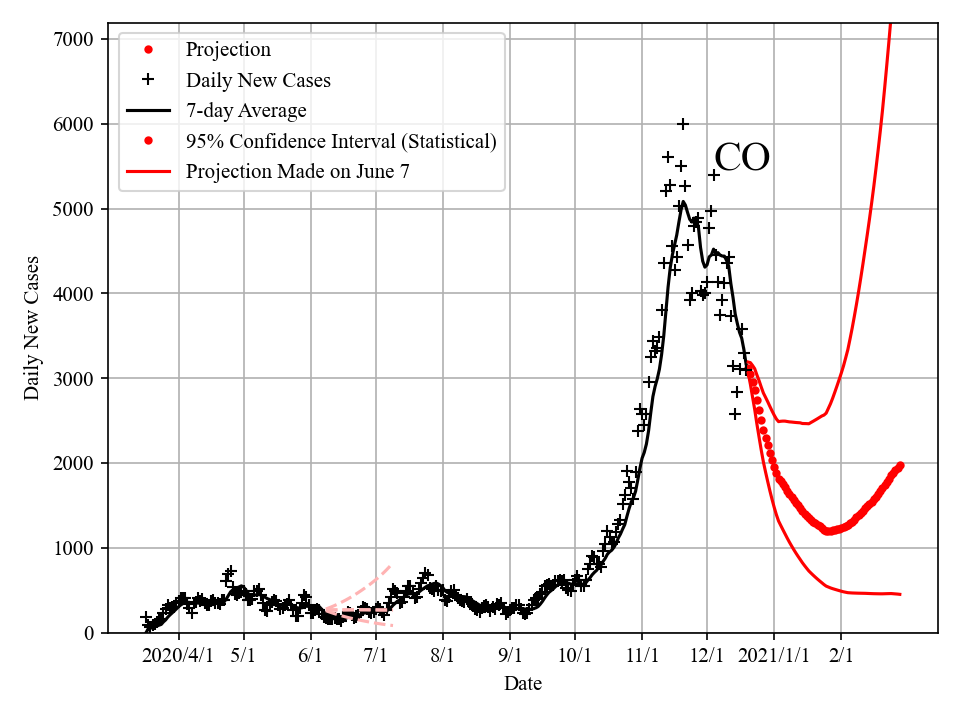 7000
6000
5000
4000
3000
2000
1000
0
Daily New Cases
Projection
Daily New Cases
7-day Average
95% Confidence Interval (Statistical)
Projection Made on June 7
CO
2020/4/1 5/1 6/1 7/1 8/1 9/1 10/1 11/1 12/1 2021/1/1 2/1
Date